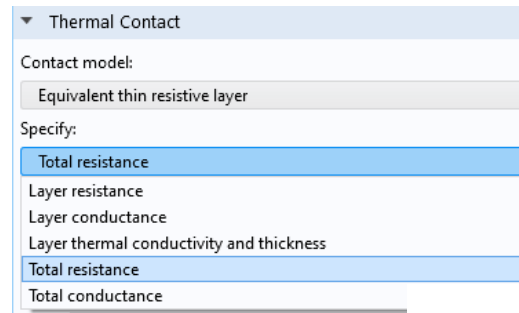 Thermal Contact
Contact model:
Equivalent thin resistive layer
Specify:
Total resistance
Layer resistance
Layer conductance
Layer thermal conductivity and thickness
Total resistance
Total conductance